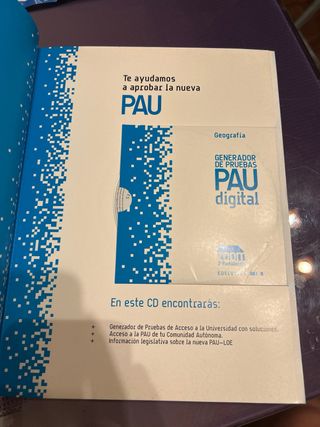 Te ayudamos
a aprobar la nueva
PAU
Geografía
GENERADOR
DE PRUEBAS
PAU
digital
En este CD encontrarás:
+ Generador de Pruebas de Acceso a la Universidad con soluciones.
+ Acceso a la PAU de tu Comunidad Autónoma.
+ Información legislativa sobre la nueva PAU-LOE